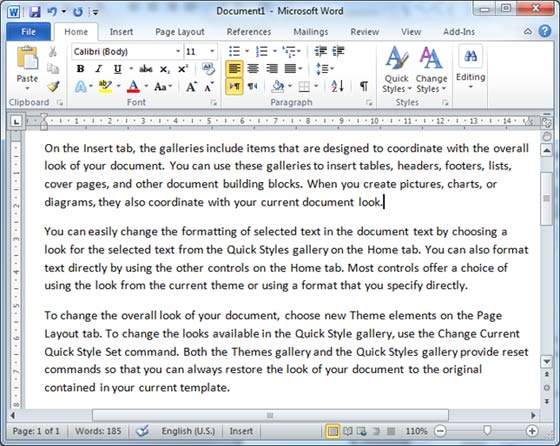 Document1 - Microsoft Word
File Home Insert Page Layout References Mailings Review View Add-Ins
Calibri (Body) 11
Paste
Quick Styles
Change Styles
Editing
Clipboard Font Paragraph Styles
On the Insert tab, the galleries include items that are designed to coordinate with the overall
look of your document. You can use these galleries to insert tables, headers, footers, lists,
cover pages, and other document building blocks. When you create pictures, charts, or
diagrams, they also coordinate with your current document look.
You can easily change the formatting of selected text in the document text by choosing a
look for the selected text from the Quick Styles gallery on the Home tab. You can also format
text directly by using the other controls on the Home tab. Most controls offer a choice of
using the look from the current theme or using a format that you specify directly.
To change the overall look of your document, choose new Theme elements on the Page
Layout tab. To change the looks available in the Quick Style gallery, use the Change Current
Quick Style Set command. Both the Themes gallery and the Quick Styles gallery provide reset
commands so that you can always restore the look of your document to the original
contained in your current template.
Page: 1 of 1 Words: 185 English (U.S.) Insert 110%